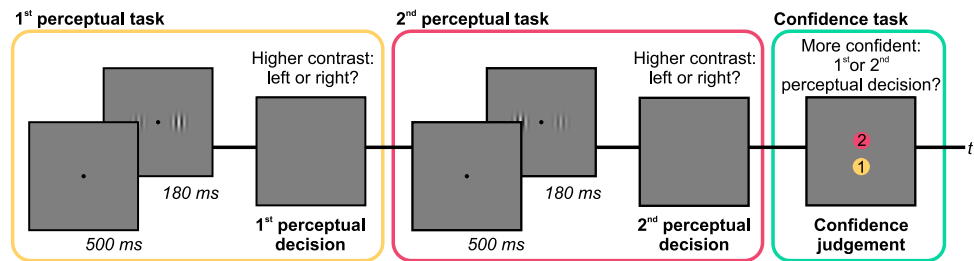 1st perceptual task
Higher contrast:
left or right?
180 ms
500 ms
1st perceptual
decision
2nd perceptual task
Higher contrast:
left or right?
180 ms
500 ms
2nd perceptual
decision
Confidence task
More confident:
1st or 2nd
perceptual decision?
2
1
Confidence
judgement
t